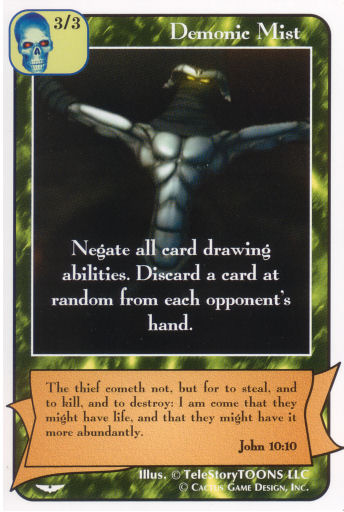 3/3
Demonic Mist
Negate all card drawing
abilities. Discard a card at
random from each opponent's
hand.
The thief cometh not, but for to steal, and
to kill, and to destroy: I am come that they
might have life, and that they might have it
more abundantly.
John 10:10
Illus. © TeleStoryTOONS LLC
© Cactus Game Design, Inc.